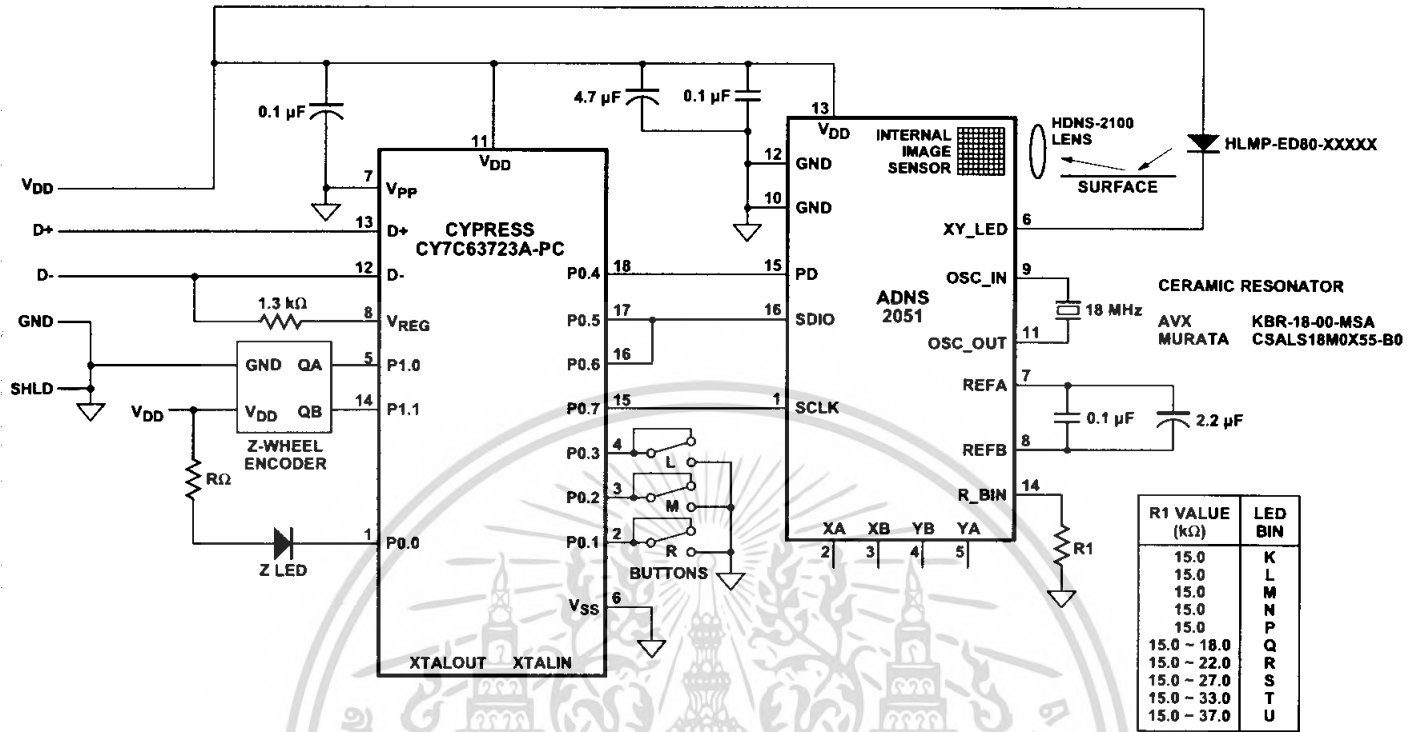 0.1 µF
4.7 µF
0.1 µF
11
VDD
13
VDD
INTERNAL
IMAGE
SENSOR
HDNS-2100
LENS
HLMP-ED80-XXXXX
SURFACE
VDD
D+
D-
GND
SHLD
VDD
1.3 kΩ
GND QA
VDD QB
Z-WHEEL
ENCODER
RΩ
Z LED
7 VPP
13 D+
12 D-
8 VREG
5 P1.0
14 P1.1
1 P0.0
CYPRESS
CY7C63723A-PC
P0.4 18
P0.5 17
P0.6 16
P0.7 15
P0.3 4
P0.2 3
P0.1 2
VSS 6
XTALOUT XTALIN
L
M
R
BUTTONS
12 GND
10 GND
15 PD
16 SDIO
1 SCLK
ADNS
2051
XY_LED 6
OSC_IN 9
OSC_OUT 11
REFA 7
REFB 8
R_BIN 14
XA XB YB YA
2 3 4 5
18 MHz
CERAMIC RESONATOR
AVX KBR-18-00-MSA
MURATA CSALS18M0X55-B0
0.1 µF
2.2 µF
R1
R1 VALUE (kΩ) LED BIN
15.0 K
15.0 L
15.0 M
15.0 N
15.0 P
15.0 ~ 18.0 Q
15.0 ~ 22.0 R
15.0 ~ 27.0 S
15.0 ~ 33.0 T
15.0 ~ 37.0 U